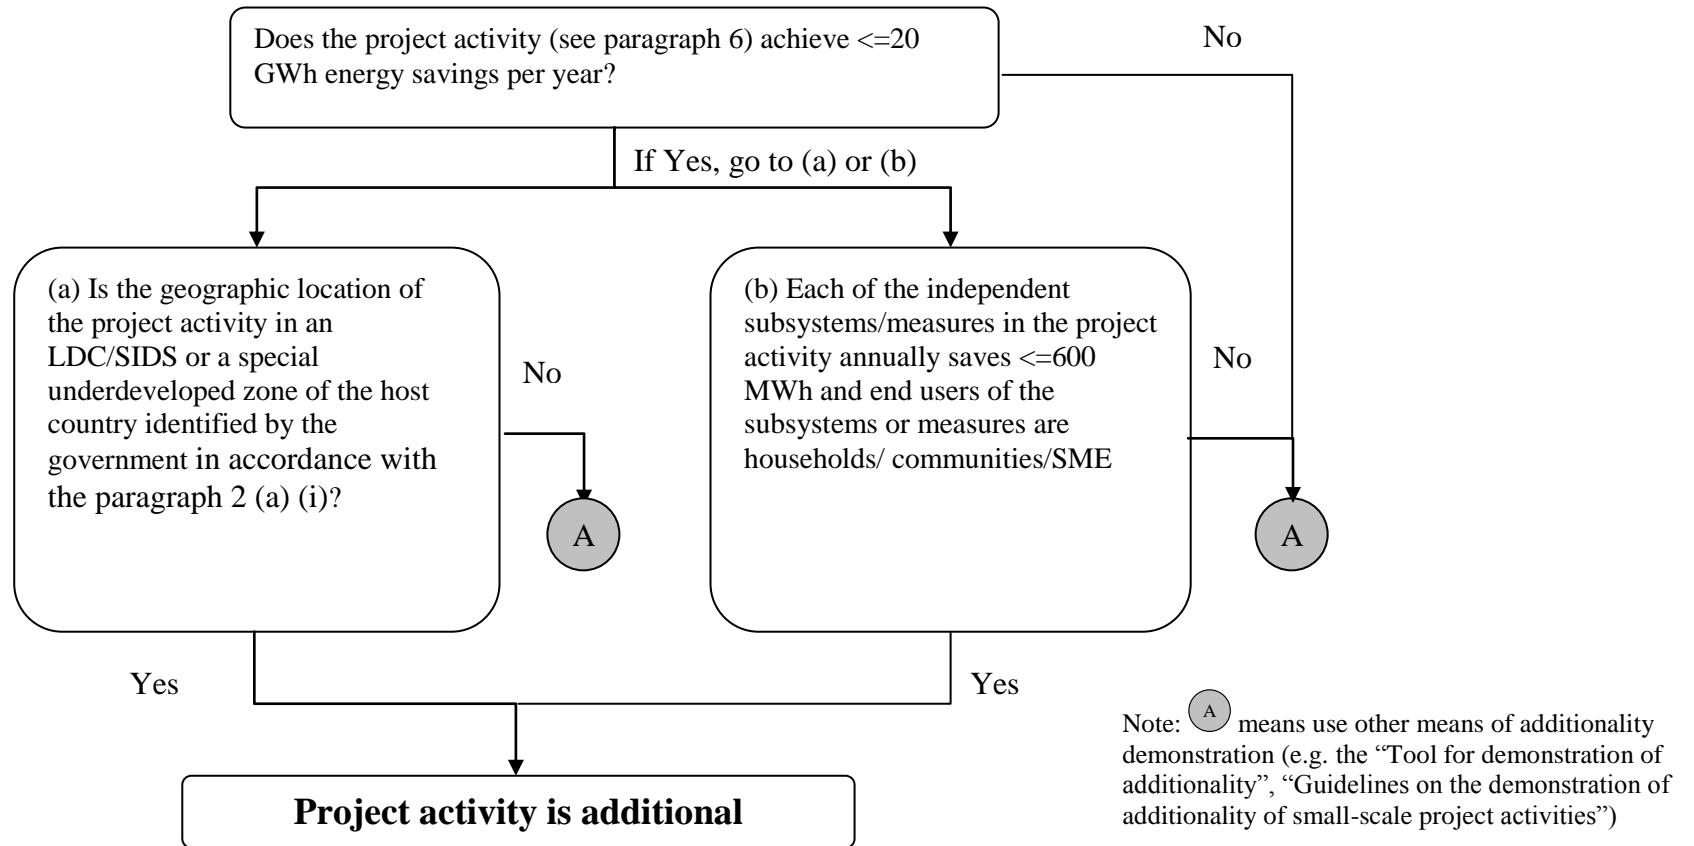 Does the project activity (see paragraph 6) achieve <=20
GWh energy savings per year?
No
If Yes, go to (a) or (b)
(a) Is the geographic location of
the project activity in an
LDC/SIDS or a special
underdeveloped zone of the host
country identified by the
government in accordance with
the paragraph 2 (a) (i)?
No
A
(b) Each of the independent
subsystems/measures in the project
activity annually saves <=600
MWh and end users of the
subsystems or measures are
households/ communities/SME
No
A
Yes
Yes
Project activity is additional
Note: A means use other means of additionality
demonstration (e.g. the “Tool for demonstration of
additionality”, “Guidelines on the demonstration of
additionality of small-scale project activities”)